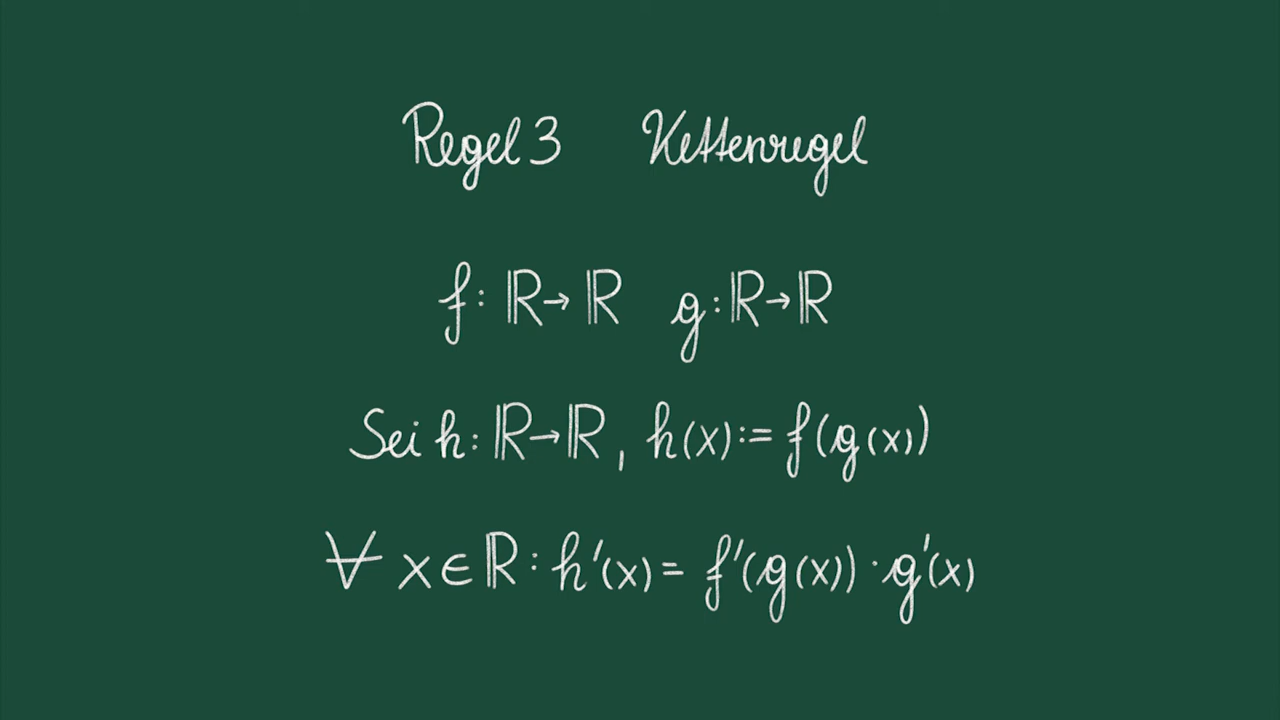 Regel 3 Kettenregel
f: ℝ→ℝ g: ℝ→ℝ
Sei h: ℝ→ℝ, h(x):= f(g(x))
∀ x∈ℝ: h'(x)= f'(g(x))·g'(x)